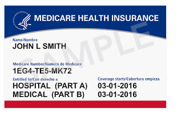 MEDICARE HEALTH INSURANCE
SAMPLE
Name/Nombre
JOHN L SMITH
Medicare Number/Número de Medicare
1EG4-TE5-MK72
Entitled to/Con derecho a
Coverage starts/Cobertura empieza
HOSPITAL (PART A) 03-01-2016
MEDICAL (PART B) 03-01-2016